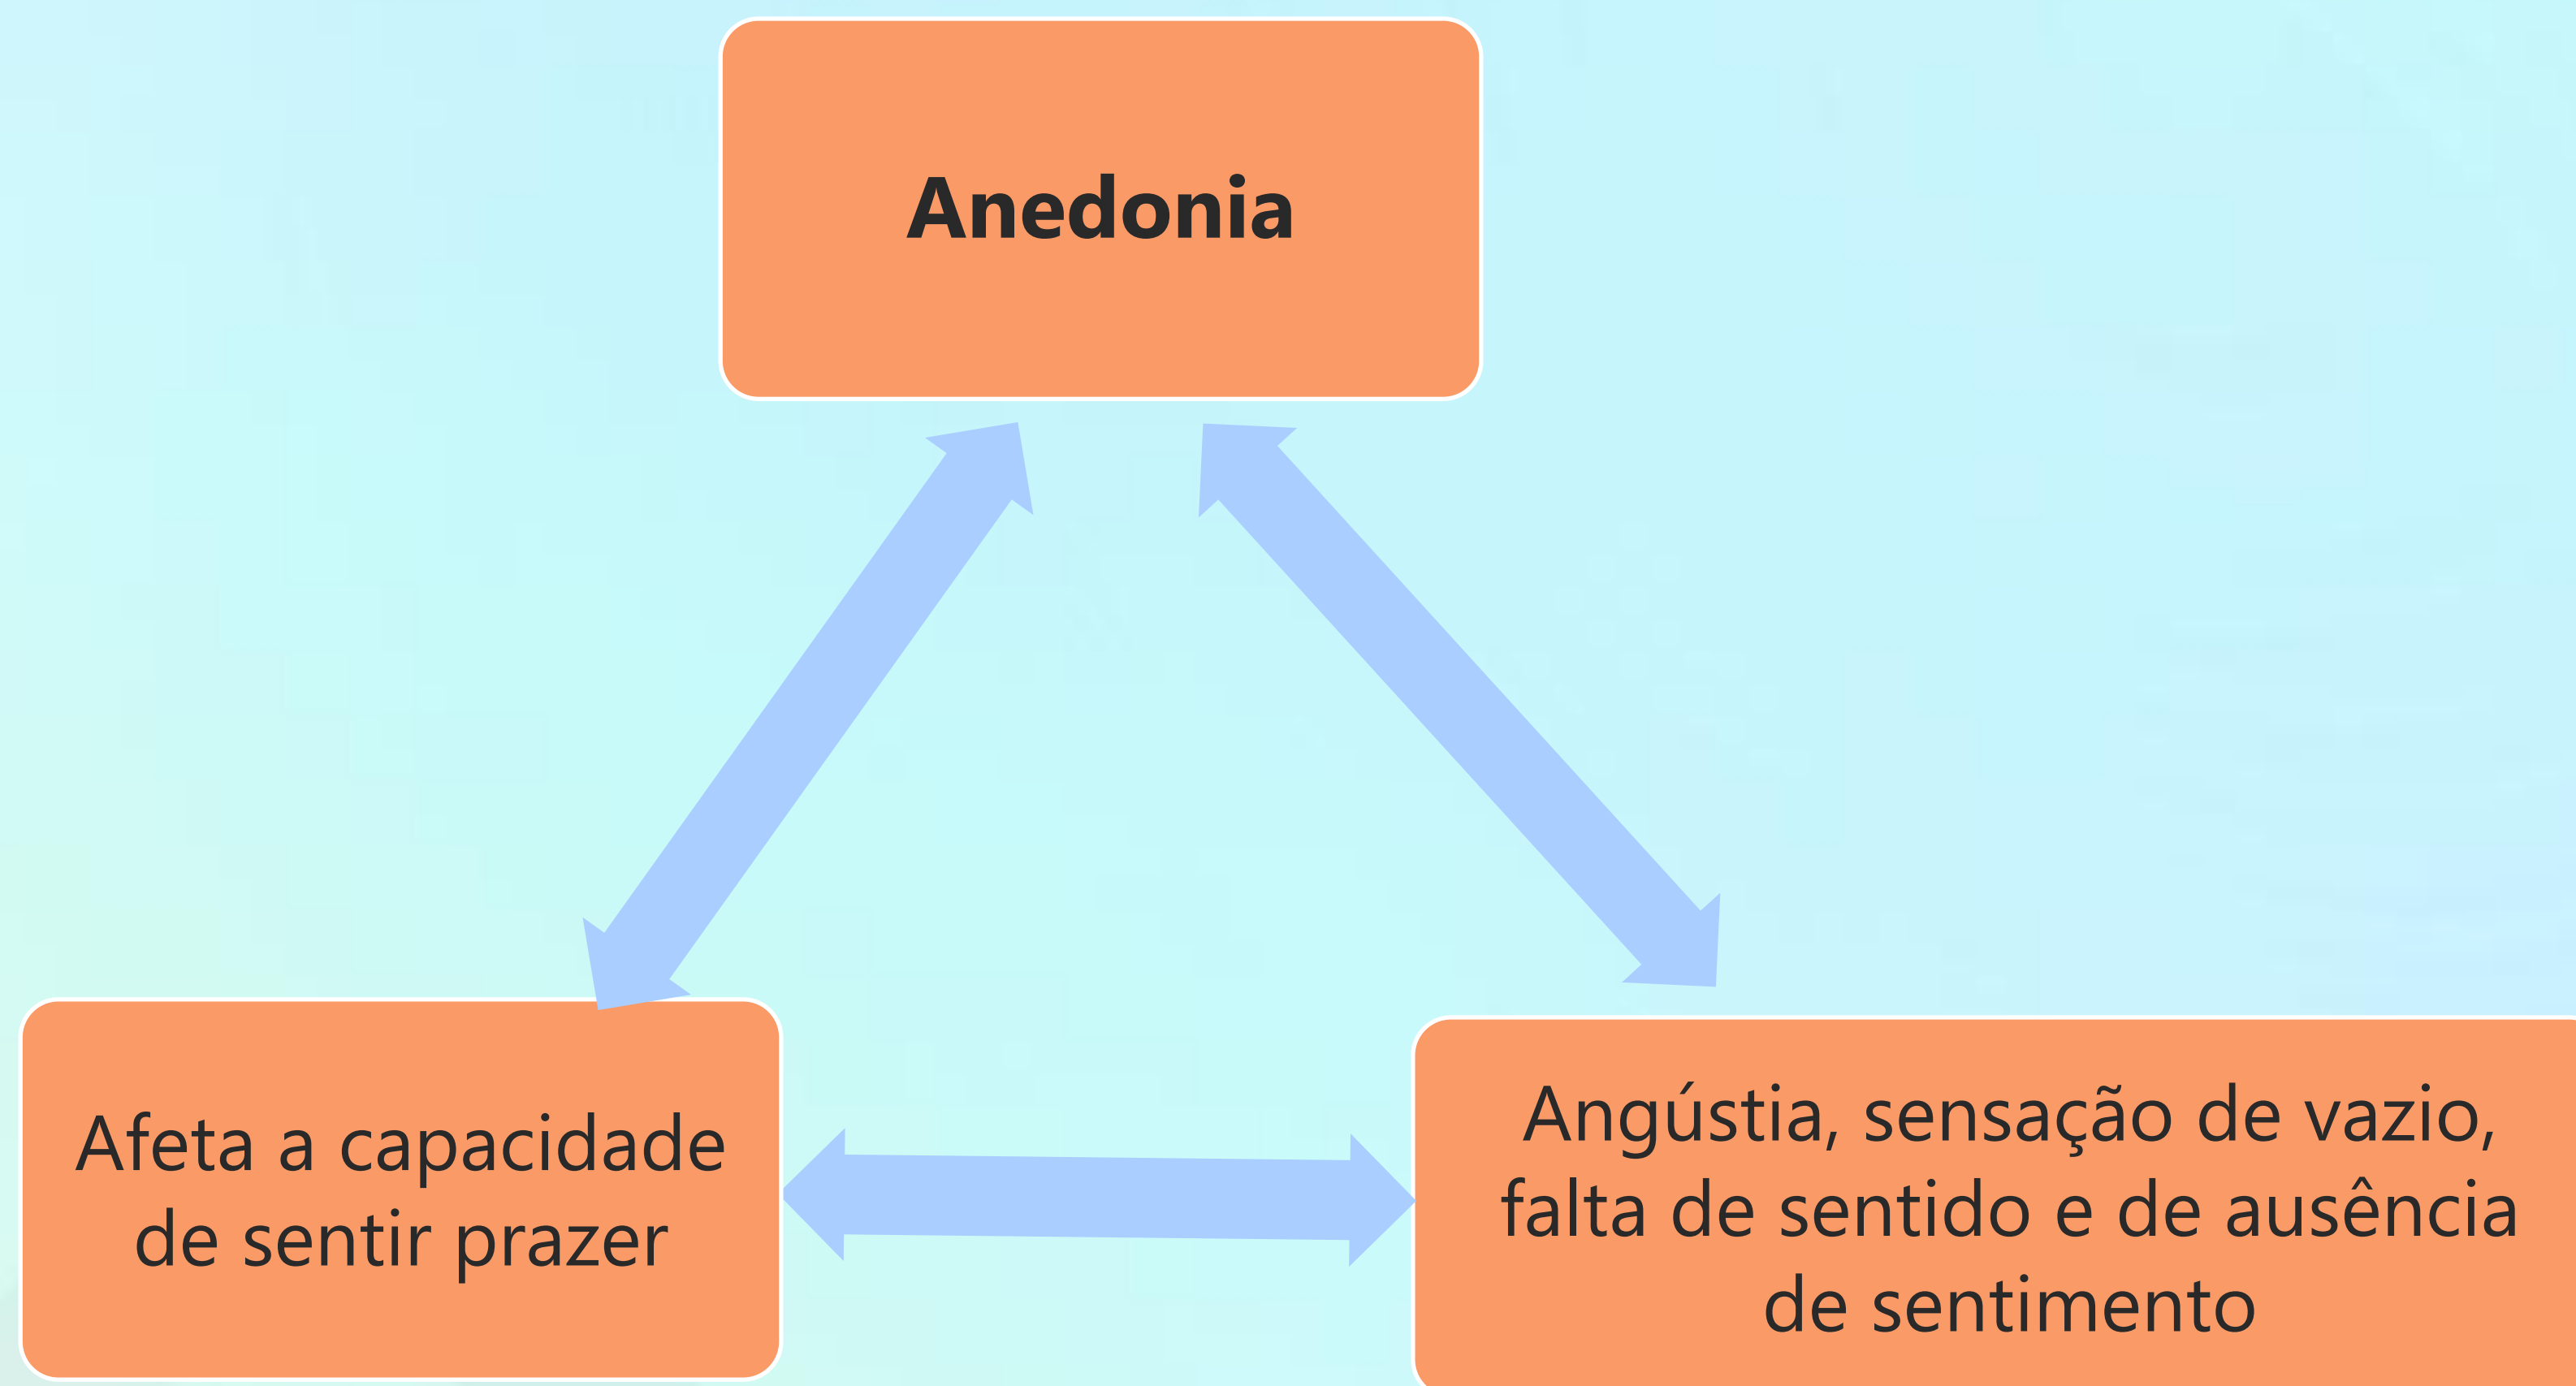 Anedonia
Afeta a capacidade
de sentir prazer
Angústia, sensação de vazio,
falta de sentido e de ausência
de sentimento